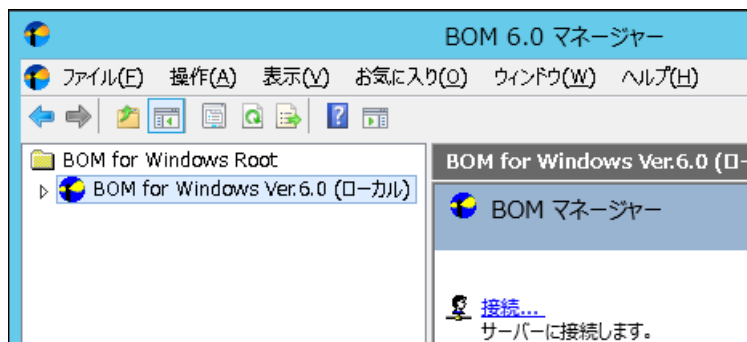 BOM 6.0 マネージャー
ファイル(F) 操作(A) 表示(V) お気に入り(O) ウィンドウ(W) ヘルプ(H)
BOM for Windows Root
BOM for Windows Ver.6.0 (ローカル)
BOM for Windows Ver.6.0 (ロー
BOM マネージャー
接続...
サーバーに接続します。